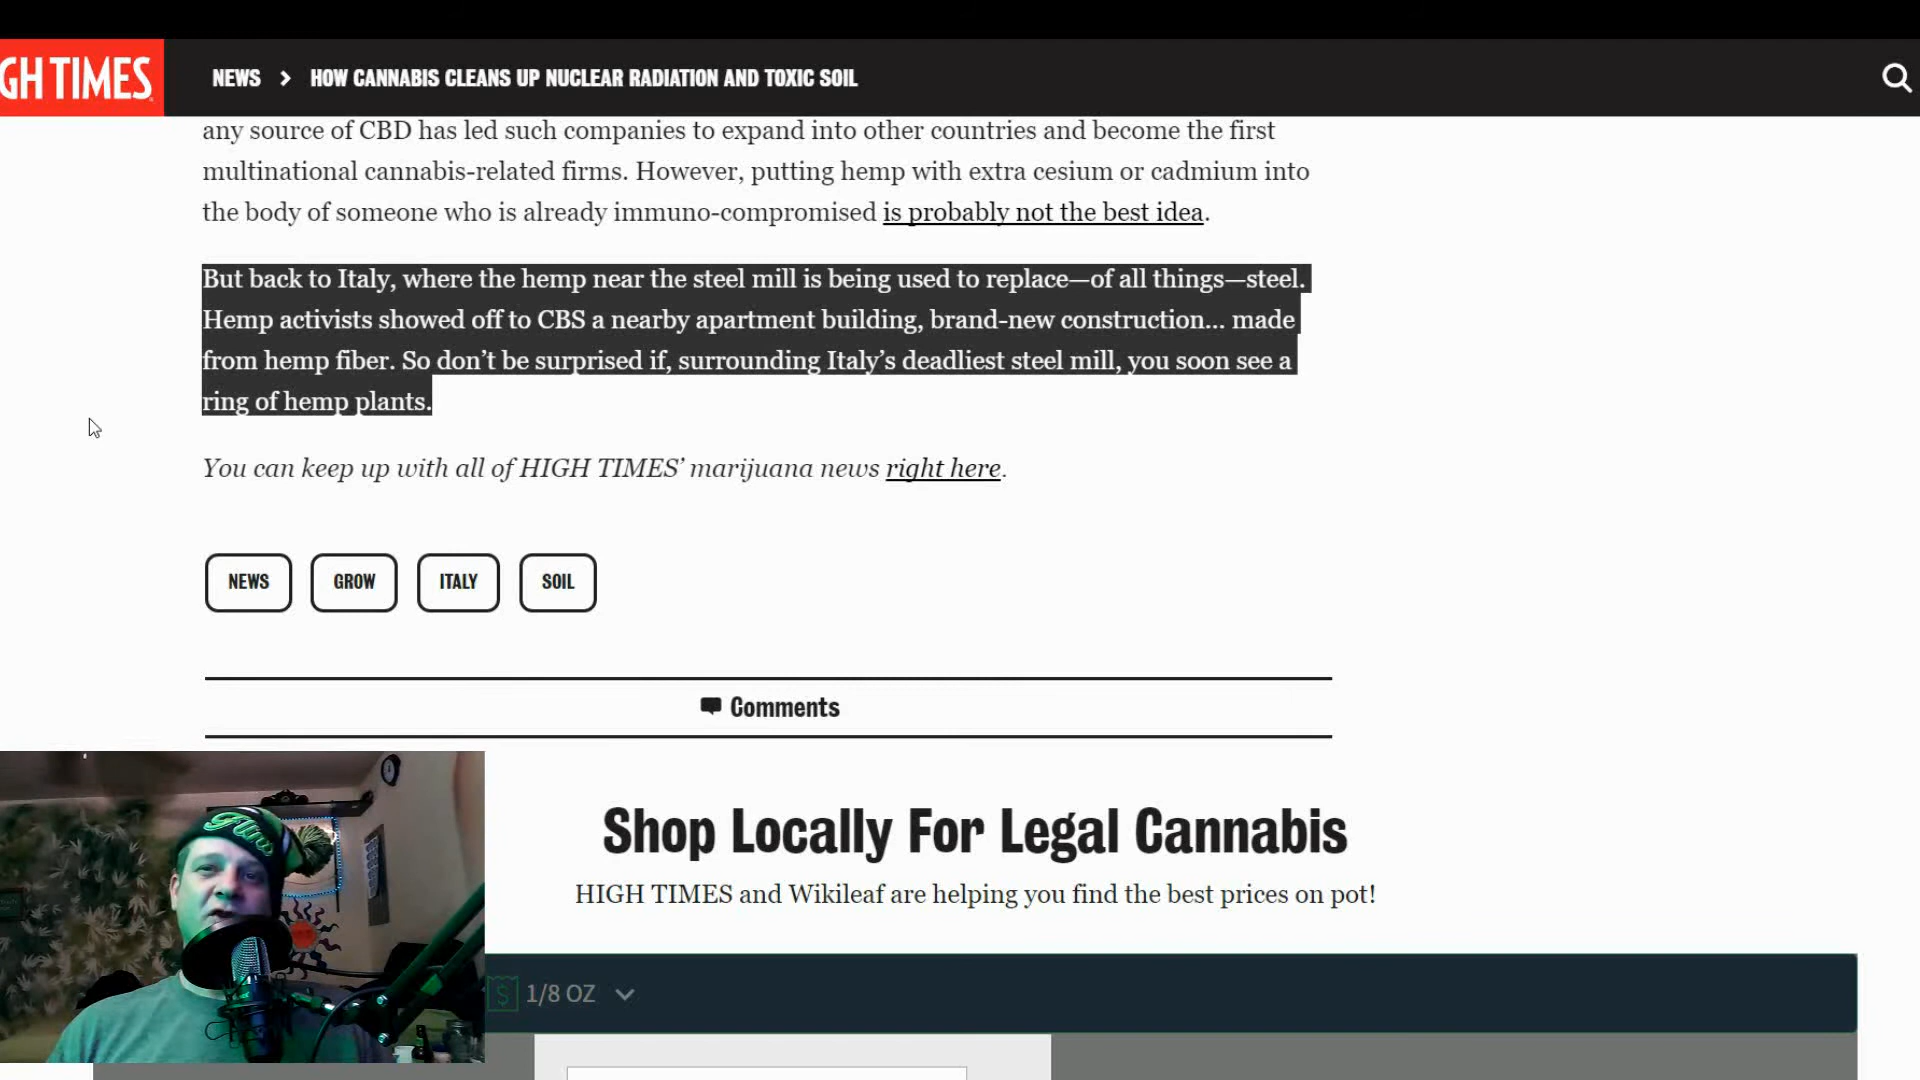 GH TIMES
NEWS > HOW CANNABIS CLEANS UP NUCLEAR RADIATION AND TOXIC SOIL
any source of CBD has led such companies to expand into other countries and become the first
multinational cannabis-related firms. However, putting hemp with extra cesium or cadmium into
the body of someone who is already immuno-compromised is probably not the best idea.
But back to Italy, where the hemp near the steel mill is being used to replace—of all things—steel.
Hemp activists showed off to CBS a nearby apartment building, brand-new construction… made
from hemp fiber. So don’t be surprised if, surrounding Italy’s deadliest steel mill, you soon see a
ring of hemp plants.
You can keep up with all of HIGH TIMES’ marijuana news right here.
NEWS GROW ITALY SOIL
Comments
Shop Locally For Legal Cannabis
HIGH TIMES and Wikileaf are helping you find the best prices on pot!
$ 1/8 OZ